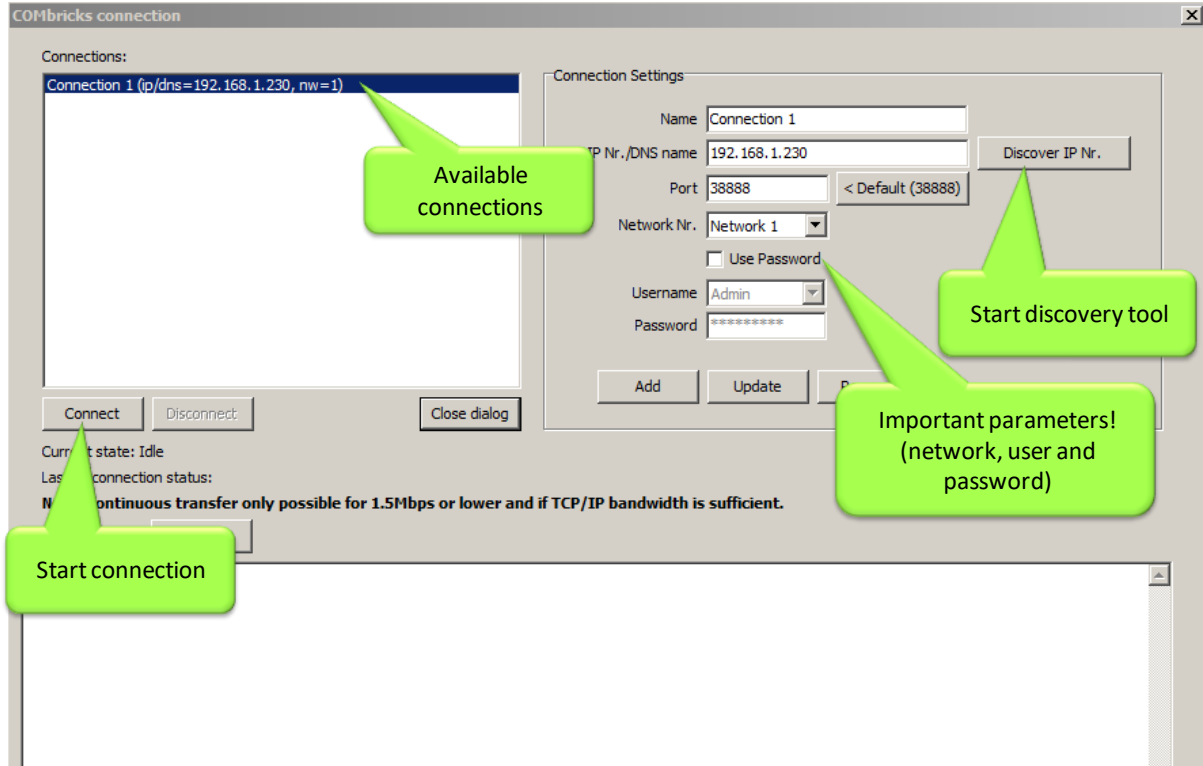 COMbricks connection
Connections:
Connection 1 (ip/dns=192.168.1.230, nw=1)
Available
connections
Connection Settings
Name Connection 1
IP Nr./DNS name 192.168.1.230 Discover IP Nr.
Port 38888 < Default (38888)
Network Nr. Network 1
Use Password
Username Admin
Password *********
Start discovery tool
Add Update
Important parameters!
(network, user and
password)
Connect Disconnect Close dialog
state: Idle
connection status:
transfer only possible for 1.5Mbps or lower and if TCP/IP bandwidth is sufficient.
Start connection